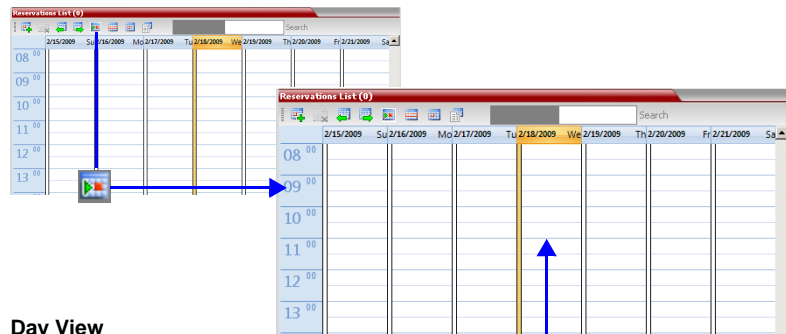 Reservations List (0)
Search
2/15/2009 Su 2/16/2009 Mo 2/17/2009 Tu 2/18/2009 We 2/19/2009 Th 2/20/2009 Fr 2/21/2009 Sa
08 00
09 00
10 00
11 00
12 00
13 00
Reservations List (0)
Search
2/15/2009 Su 2/16/2009 Mo 2/17/2009 Tu 2/18/2009 We 2/19/2009 Th 2/20/2009 Fr 2/21/2009 Sa
08 00
09 00
10 00
11 00
12 00
13 00
Day View